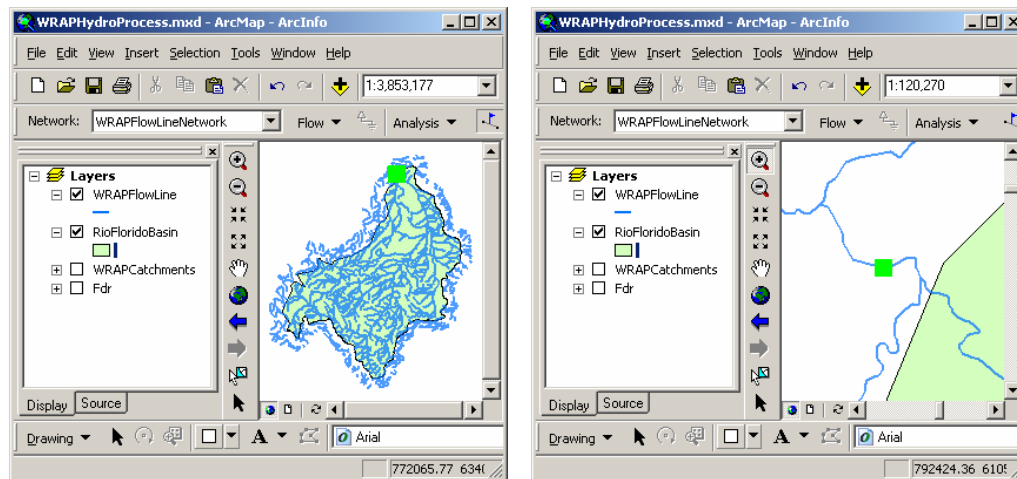 WRAPHydroProcess.mxd - ArcMap - ArcInfo
File Edit View Insert Selection Tools Window Help
1:3,853,177
Network: WRAPFlowLineNetwork Flow Analysis
Layers
WRAPFlowLine
RioFloridoBasin
WRAPCatchments
Fdr
Display Source
Drawing A Arial
772065.77 634(
WRAPHydroProcess.mxd - ArcMap - ArcInfo
File Edit View Insert Selection Tools Window Help
1:120,270
Network: WRAPFlowLineNetwork Flow Analysis
Layers
WRAPFlowLine
RioFloridoBasin
WRAPCatchments
Fdr
Display Source
Drawing A Arial
792424.36 610